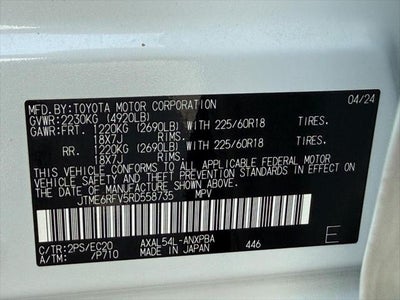 MFD.BY:TOYOTA MOTOR CORPORATION 04/24
GVWR:2230KG (4920LB)
GAWR:FRT. 1220KG (2690LB) WITH 225/60R18 TIRES.
18X7J RIMS.
RR. 1220KG (2690LB) WITH 225/60R18 TIRES.
18X7J RIMS.
THIS VEHICLE CONFORMS TO ALL APPLICABLE FEDERAL MOTOR
VEHICLE SAFETY STANDARDS IN EFFECT ON THE
DATE OF MANUFACTURE SHOWN ABOVE.
JTME6RFV5RD558735 MPV
C/TR:2PS/EC20 AXAL54L-ANXPBA 446 E
A/TM: -/P710 MADE IN JAPAN